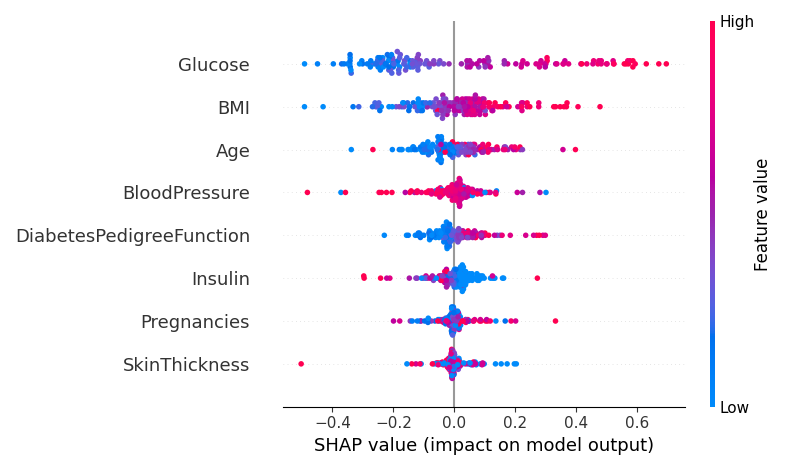 High
Glucose
BMI
Age
BloodPressure
DiabetesPedigreeFunction
Insulin
Pregnancies
SkinThickness
Feature value
Low
−0.4 −0.2 0.0 0.2 0.4 0.6
SHAP value (impact on model output)